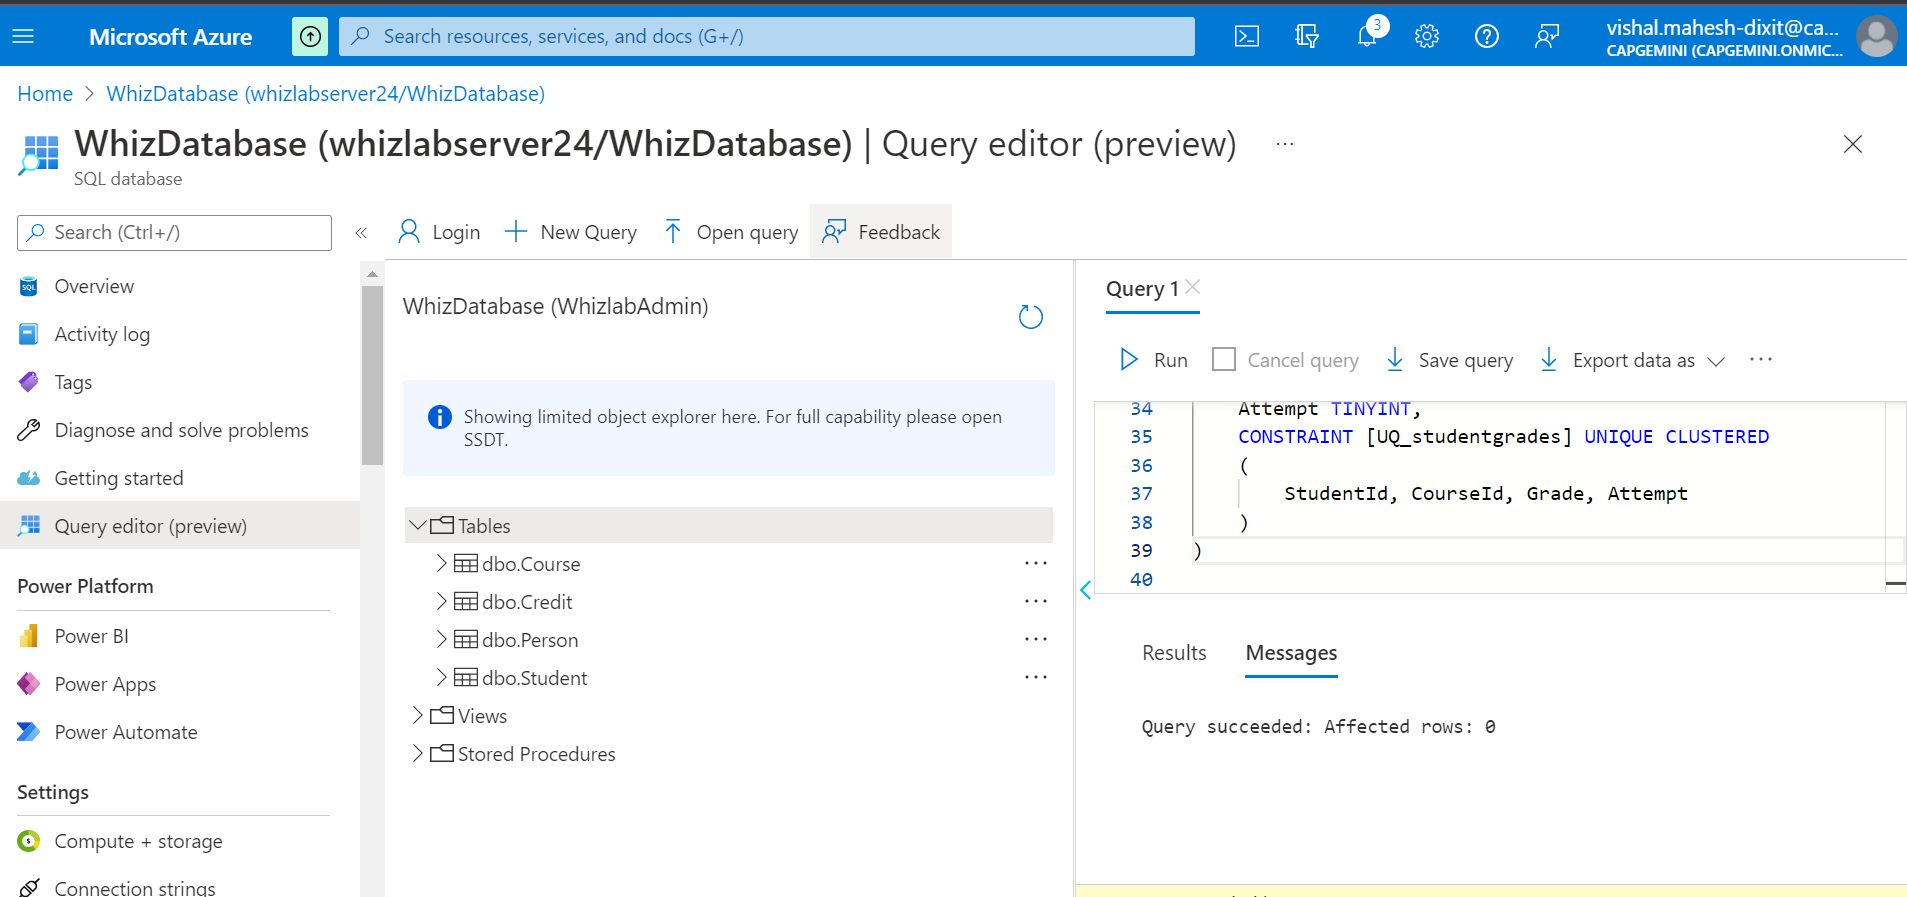 Microsoft Azure
Search resources, services, and docs (G+/)
3
vishal.mahesh-dixit@ca...
CAPGEMINI (CAPGEMINI.ONMIC...
Home > WhizDatabase (whizlabserver24/WhizDatabase)
WhizDatabase (whizlabserver24/WhizDatabase) | Query editor (preview) ...
SQL database
Search (Ctrl+/)
«
Overview
Activity log
Tags
Diagnose and solve problems
Getting started
Query editor (preview)
Power Platform
Power BI
Power Apps
Power Automate
Settings
Compute + storage
Connection strings
Login
New Query
Open query
Feedback
WhizDatabase (WhizlabAdmin)
Showing limited object explorer here. For full capability please open
SSDT.
Tables
dbo.Course ...
dbo.Credit ...
dbo.Person ...
dbo.Student ...
Views
Stored Procedures
Query 1
Run
Cancel query
Save query
Export data as
...
34 Attempt TINYINT,
35 CONSTRAINT [UQ_studentgrades] UNIQUE CLUSTERED
36 (
37 StudentId, CourseId, Grade, Attempt
38 )
39 )
40
Results
Messages
Query succeeded: Affected rows: 0